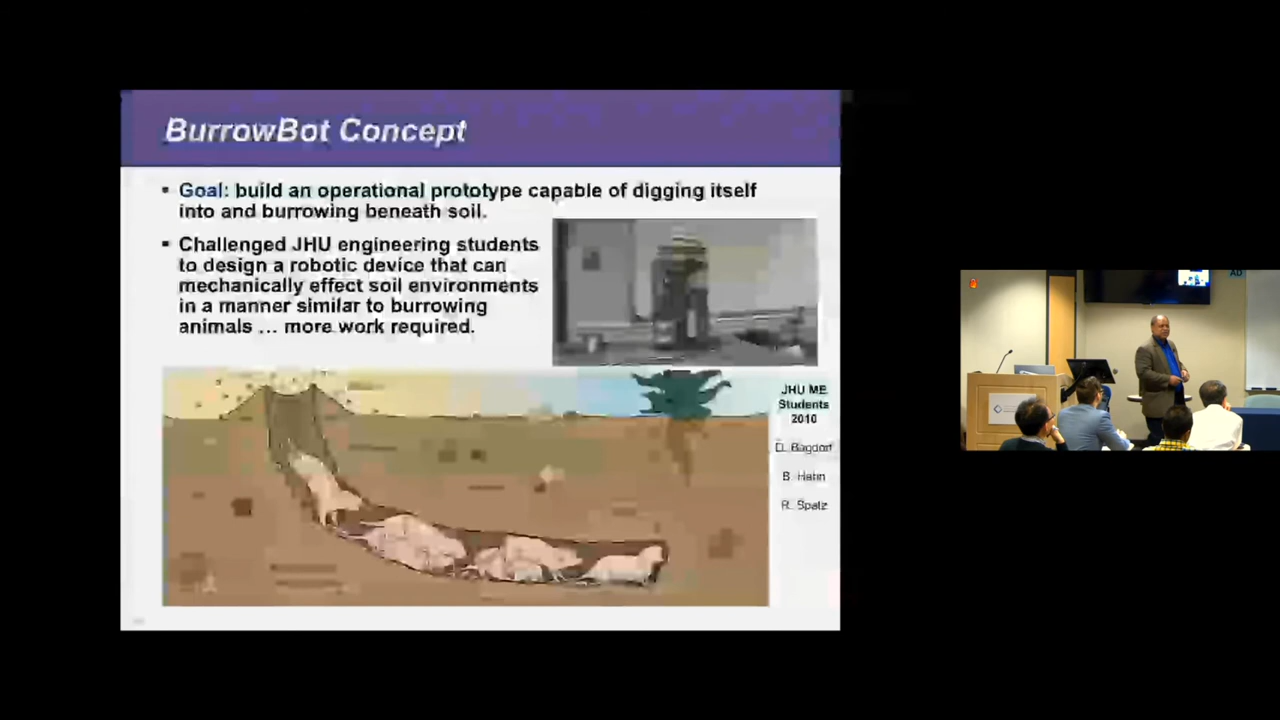 BurrowBot Concept
▪ Goal: build an operational prototype capable of digging itself
into and burrowing beneath soil.
▪ Challenged JHU engineering students
to design a robotic device that can
mechanically effect soil environments
in a manner similar to burrowing
animals … more work required.
JHU ME
Students
2010
D. Bagdorf
B. Hahn
R. Spatz